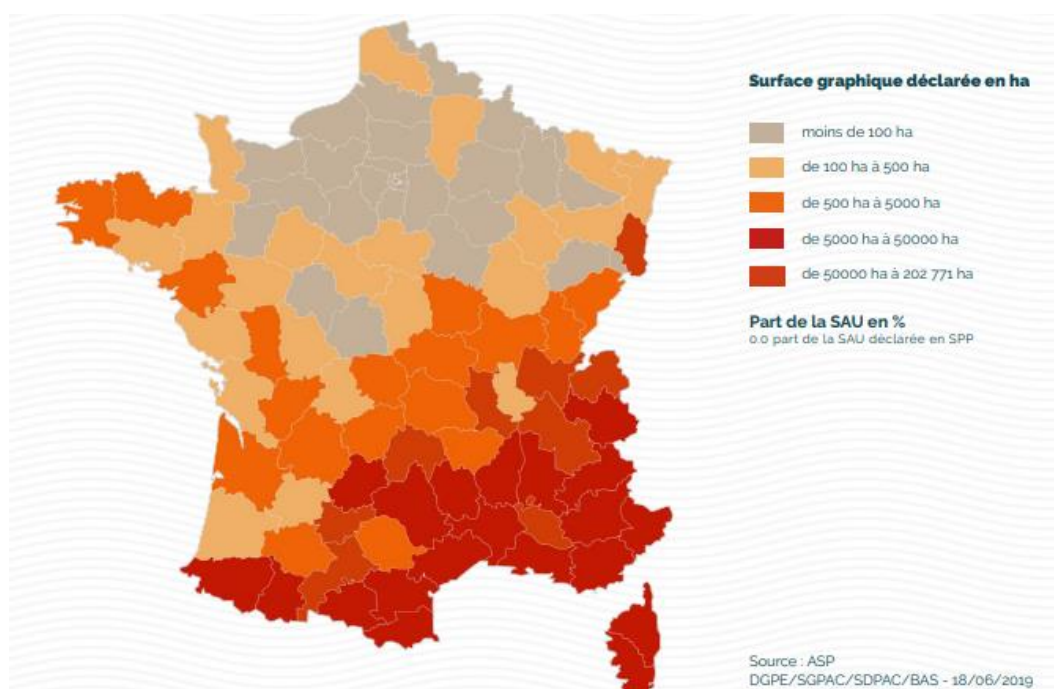 Surface graphique déclarée en ha
moins de 100 ha
de 100 ha à 500 ha
de 500 ha à 5000 ha
de 5000 ha à 50000 ha
de 50000 ha à 202 771 ha
Part de la SAU en %
0.0 part de la SAU déclarée en SPP
Source : ASP
DGPE/SGPAC/SDPAC/BAS - 18/06/2019